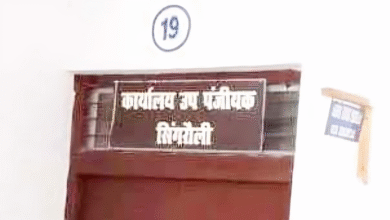 19
कार्यालय उप पंजीयक
सिंगरौली